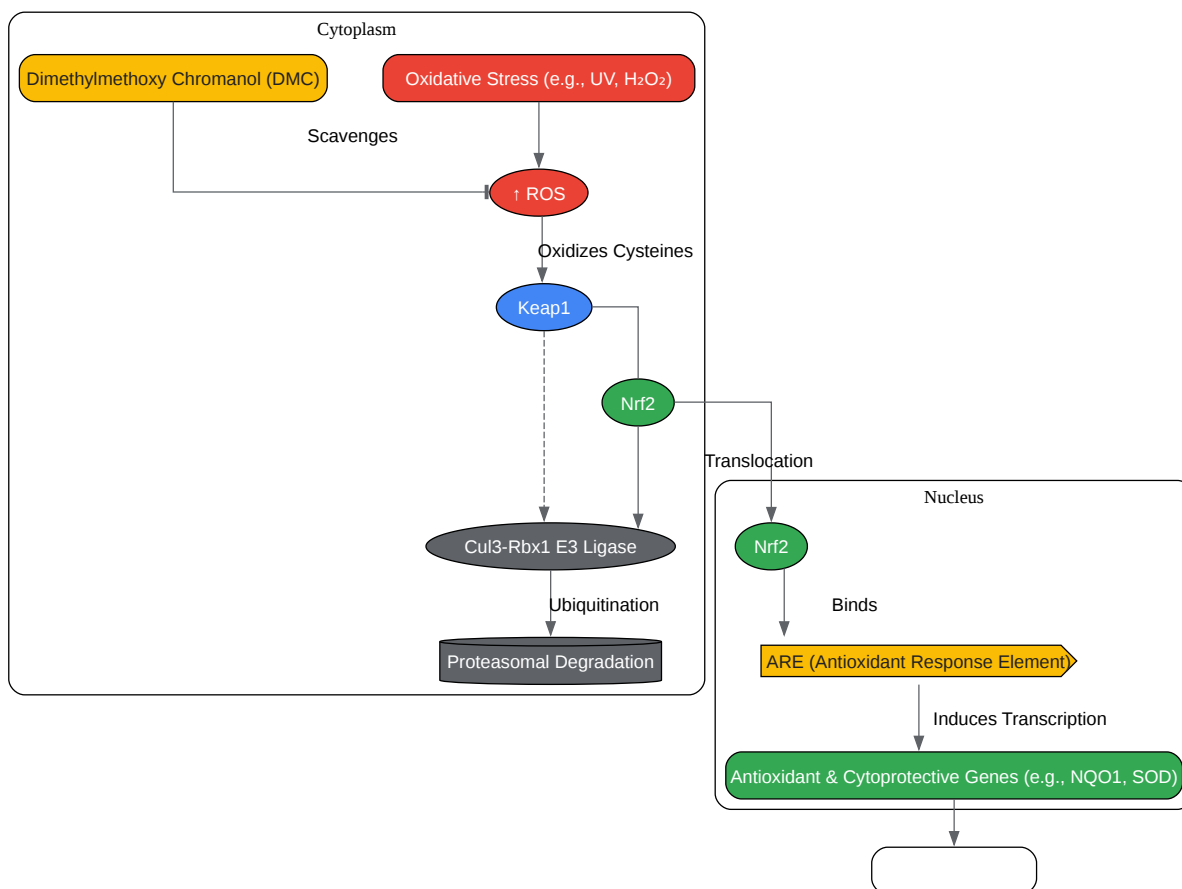 Cytoplasm
Dimethylmethoxy Chromanol (DMC)
Oxidative Stress (e.g., UV, H₂O₂)
Scavenges
↑ ROS
Oxidizes Cysteines
Keap1
Nrf2
Translocation
Nucleus
Cul3-Rbx1 E3 Ligase
Nrf2
Ubiquitination
Binds
Proteasomal Degradation
ARE (Antioxidant Response Element)
Induces Transcription
Antioxidant & Cytoprotective Genes (e.g., NQO1, SOD)